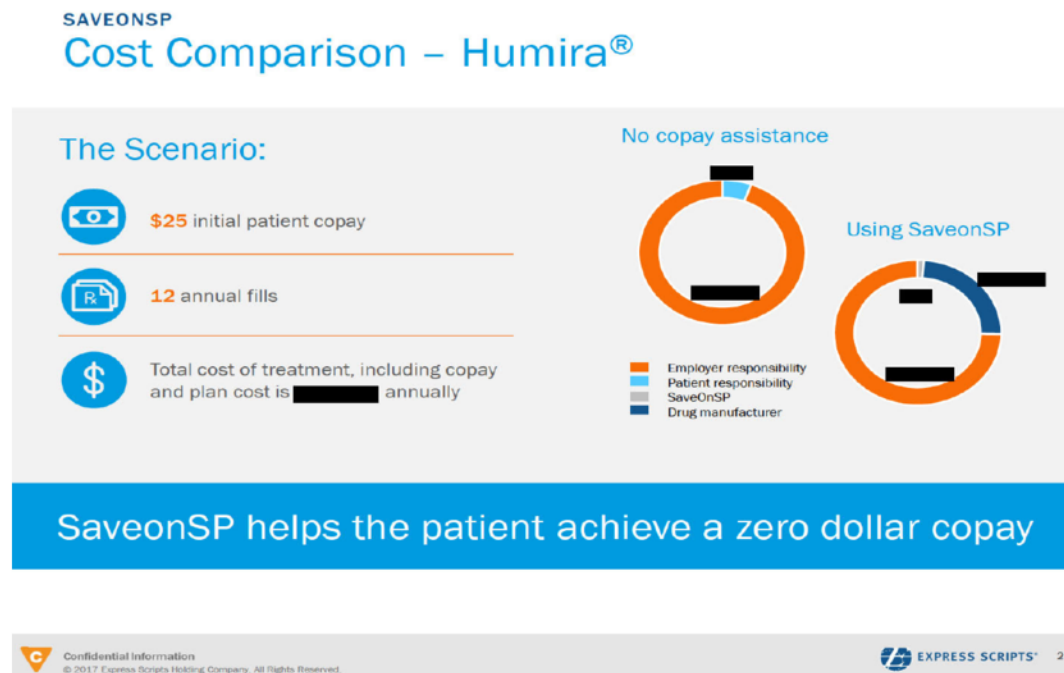 SAVEONSP
Cost Comparison – Humira®
The Scenario:
$25 initial patient copay
12 annual fills
Rx
$
Total cost of treatment, including copay
and plan cost is annually
No copay assistance
Using SaveonSP
Employer responsibility
Patient responsibility
SaveOnSP
Drug manufacturer
SaveonSP helps the patient achieve a zero dollar copay
C
Confidential Information
© 2017 Express Scripts Holding Company. All Rights Reserved.
EXPRESS SCRIPTS® 2